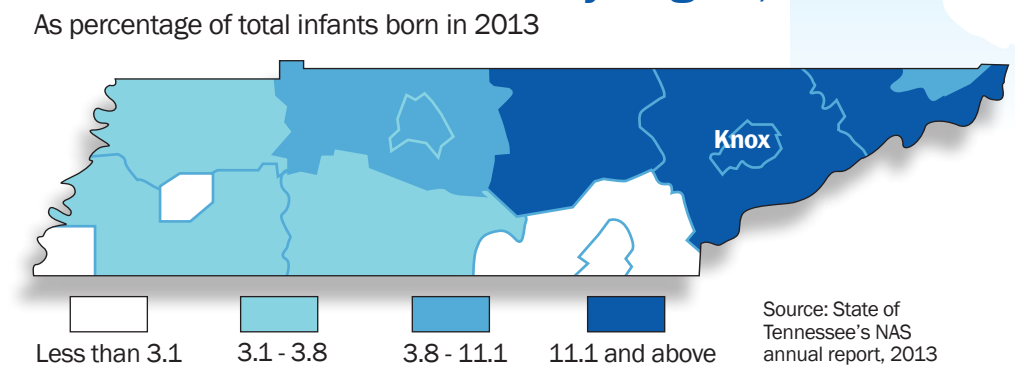 As percentage of total infants born in 2013
Knox
Less than 3.1
3.1 - 3.8
3.8 - 11.1
11.1 and above
Source: State of
Tennessee's NAS
annual report, 2013